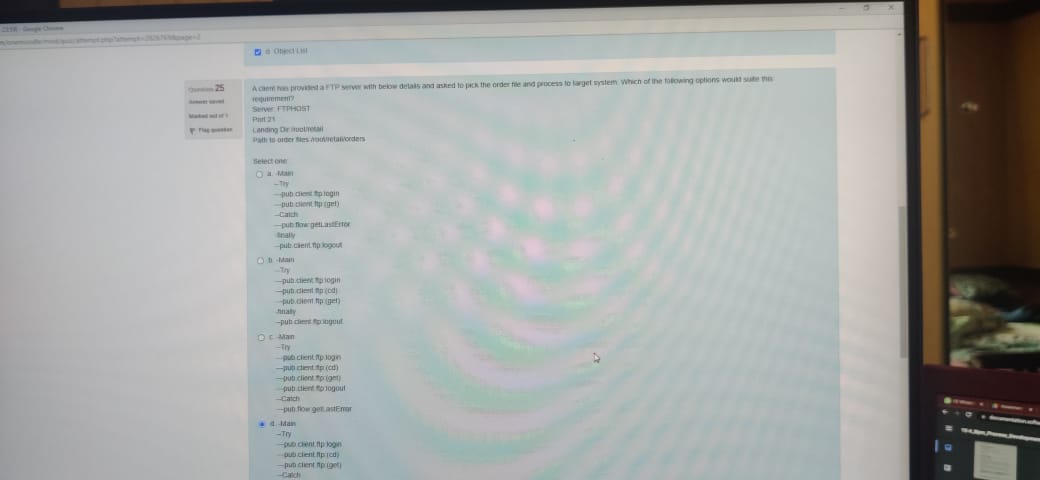 Google Chrome
d. Object List
Question 25
Answer saved
Marked out of 1
Flag question
A client has provided a FTP server with below details and asked to pick the order file and process to target system. Which of the following options would suite this
requirement?
Server: FTPHOST
Port:21
Landing Dir:/root/retail
Path to order files:/root/retail/orders
Select one:
a. -Main
--Try
---pub.client.ftp:login
---pub.client.ftp:(get)
--Catch
---pub.flow:getLastError
-finally
--pub.client.ftp:logout
b. -Main
--Try
---pub.client.ftp:login
---pub.client.ftp:(cd)
---pub.client.ftp:(get)
-finally
--pub.client.ftp:logout
c. -Main
--Try
---pub.client.ftp:login
---pub.client.ftp:(cd)
---pub.client.ftp:(get)
---pub.client.ftp:logout
--Catch
---pub.flow:getLastError
d. -Main
--Try
---pub.client.ftp:login
---pub.client.ftp:(cd)
---pub.client.ftp:(get)
--Catch